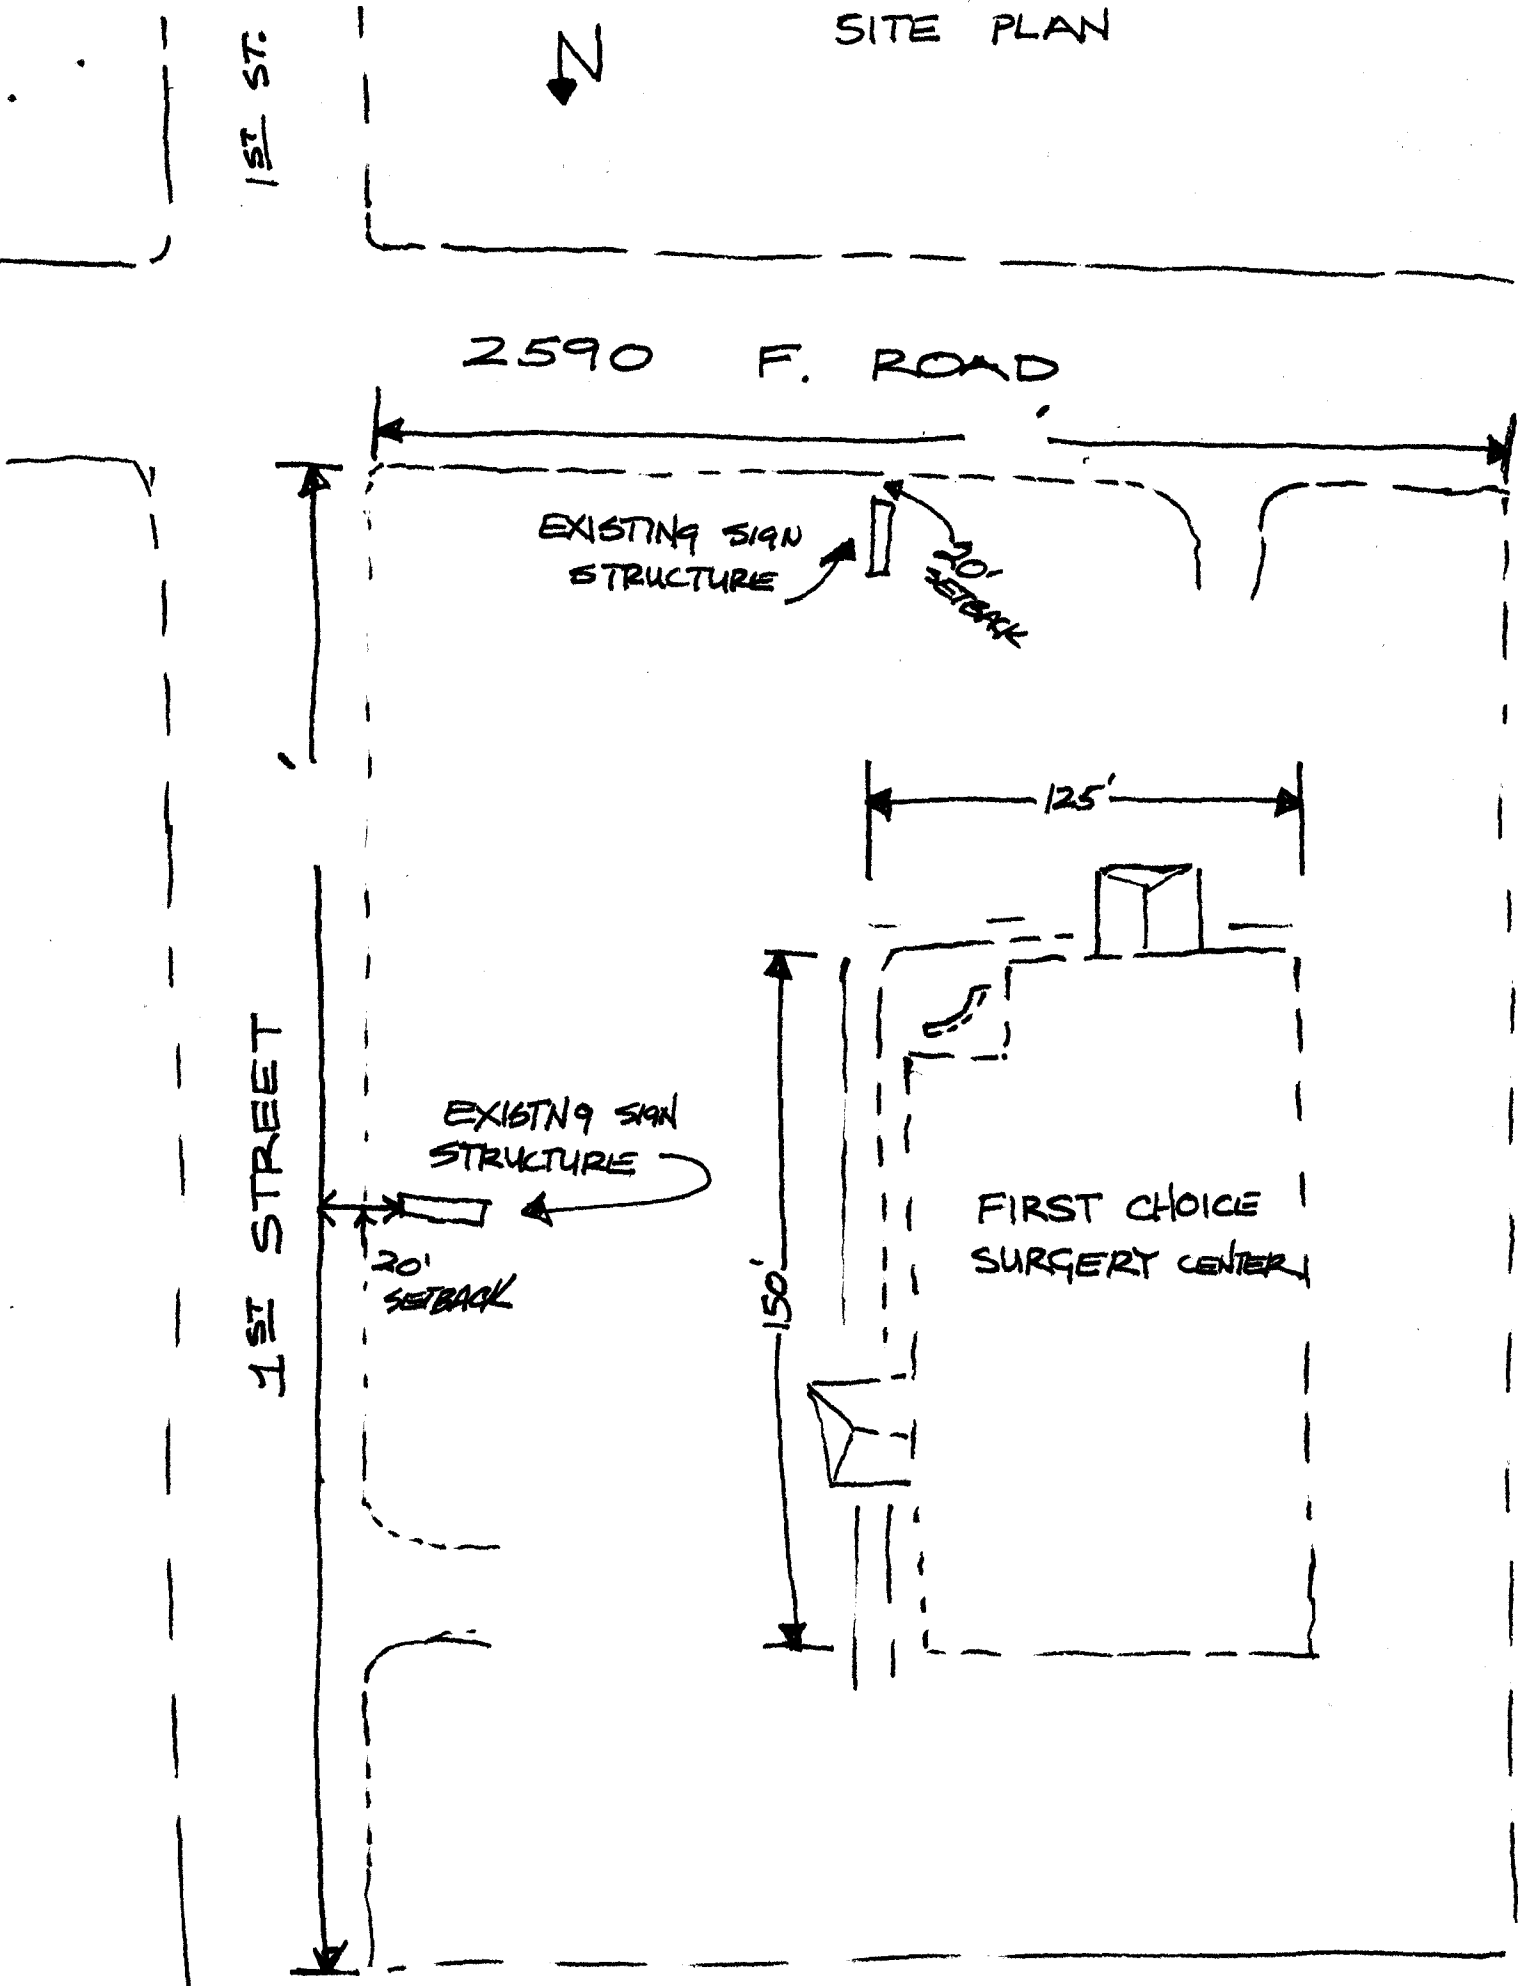 SITE PLAN
1ST ST.
N
2590 F. ROAD
EXISTING SIGN
STRUCTURE
20'
SETBACK
125'
EXISTNG SIGN
STRUCTURE
20'
SETBACK
1ST STREET
150'
FIRST CHOICE
SURGERY CENTER